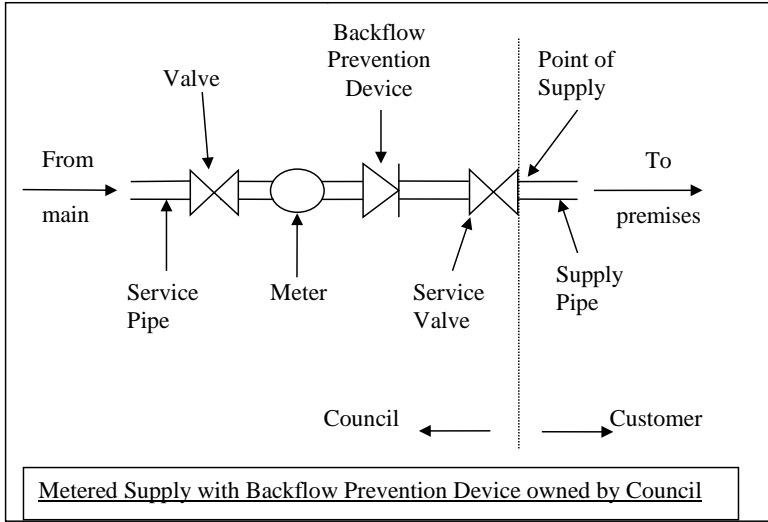 Backflow
Prevention
Device
Valve
Point of
Supply
From
main
To
premises
Service
Pipe
Meter
Service
Valve
Supply
Pipe
Council
Customer
Metered Supply with Backflow Prevention Device owned by Council